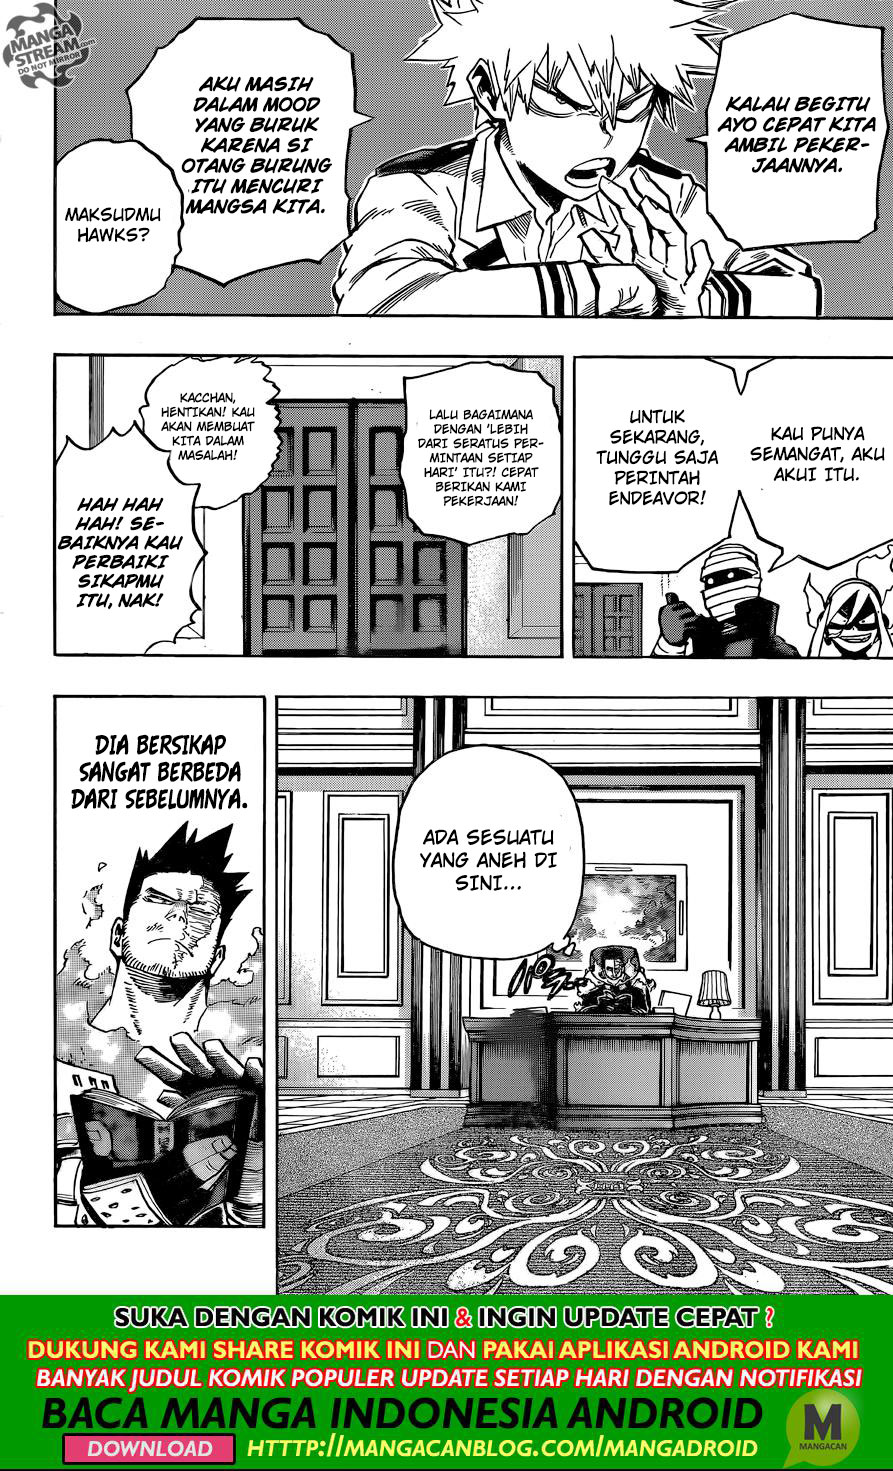 MANGA
STREAM.com
DO NOT MIRROR!
KALAU BEGITU
AYO CEPAT KITA
AMBIL PEKER-
JAANNYA.
AKU MASIH
DALAM MOOD
YANG BURUK
KARENA SI
OTANG BURUNG
ITU MENCURI
MANGSA KITA.
MAKSUDMU
HAWKS?
KAU PUNYA
SEMANGAT, AKU
AKUI ITU.
UNTUK
SEKARANG,
TUNGGU SAJA
PERINTAH
ENDEAVOR!
LALU BAGAIMANA
DENGAN 'LEBIH
DARI SERATUS PER-
MINTAAN SETIAP
HARI' ITU?! CEPAT
BERIKAN KAMI
PEKERJAAN!
KACCHAN,
HENTIKAN! KAU
AKAN MEMBUAT
KITA DALAM
MASALAH!
HAH HAH
HAH! SE-
BAIKNYA KAU
PERBAIKI
SIKAPMU
ITU, NAK!
ADA SESUATU
YANG ANEH DI
SINI...
DIA BERSIKAP
SANGAT BERBEDA
DARI SEBELUMNYA.
SUKA DENGAN KOMIK INI & INGIN UPDATE CEPAT ?
DUKUNG KAMI SHARE KOMIK INI DAN PAKAI APLIKASI ANDROID KAMI
BANYAK JUDUL KOMIK POPULER UPDATE SETIAP HARI DENGAN NOTIFIKASI
BACA MANGA INDONESIA ANDROID
M
MANGACAN
DOWNLOAD HTTTP://MANGACANBLOG.COM/MANGADROID